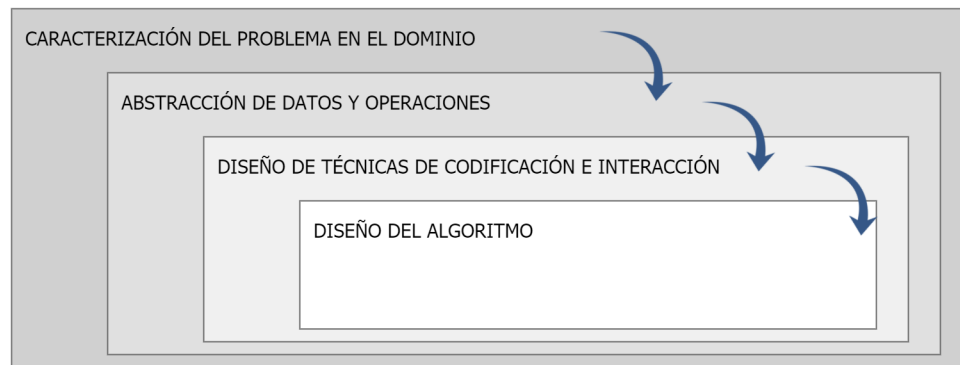 CARACTERIZACIÓN DEL PROBLEMA EN EL DOMINIO
ABSTRACCIÓN DE DATOS Y OPERACIONES
DISEÑO DE TÉCNICAS DE CODIFICACIÓN E INTERACCIÓN
DISEÑO DEL ALGORITMO